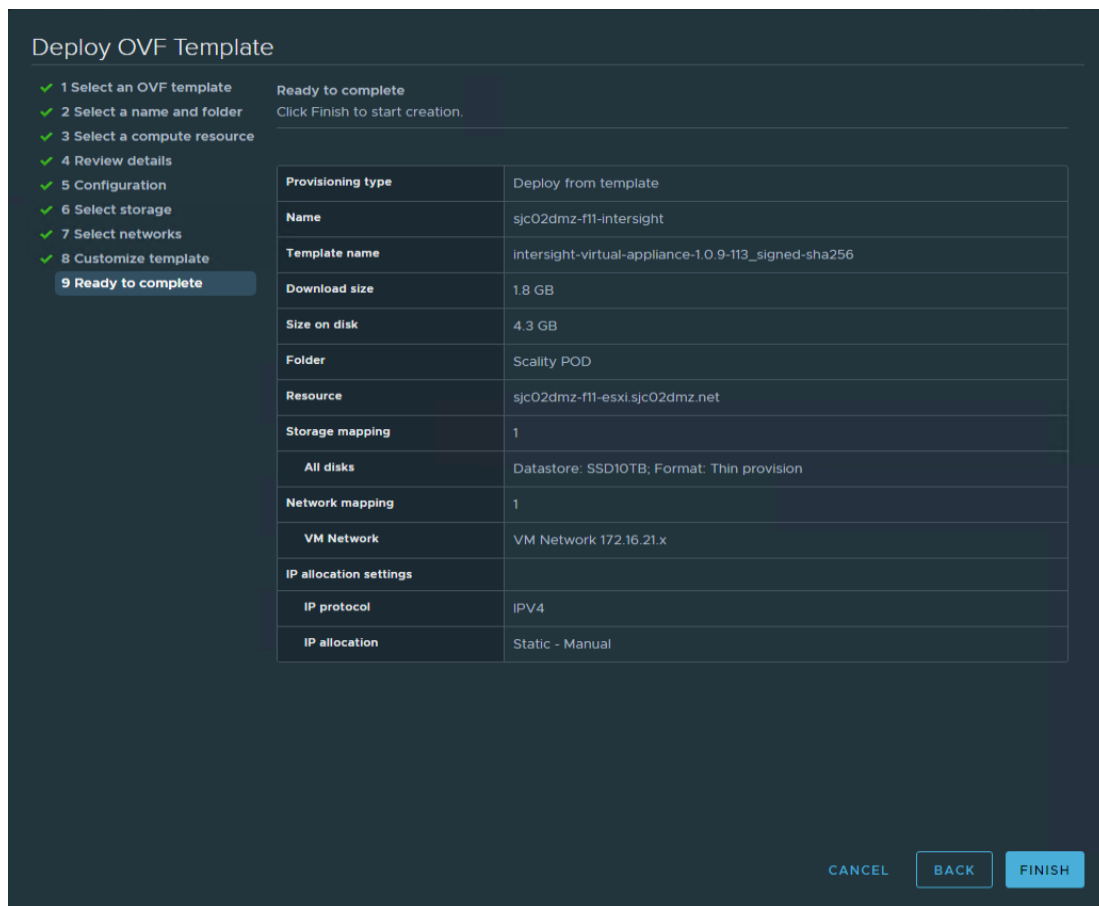 Deploy OVF Template
1 Select an OVF template
2 Select a name and folder
3 Select a compute resource
4 Review details
5 Configuration
6 Select storage
7 Select networks
8 Customize template
9 Ready to complete
Ready to complete
Click Finish to start creation.
Provisioning type Deploy from template
Name sjc02dmz-f11-intersight
Template name intersight-virtual-appliance-1.0.9-113_signed-sha256
Download size 1.8 GB
Size on disk 4.3 GB
Folder Scality POD
Resource sjc02dmz-f11-esxi.sjc02dmz.net
Storage mapping 1
All disks Datastore: SSD10TB; Format: Thin provision
Network mapping 1
VM Network VM Network 172.16.21.x
IP allocation settings
IP protocol IPV4
IP allocation Static - Manual
CANCEL BACK FINISH